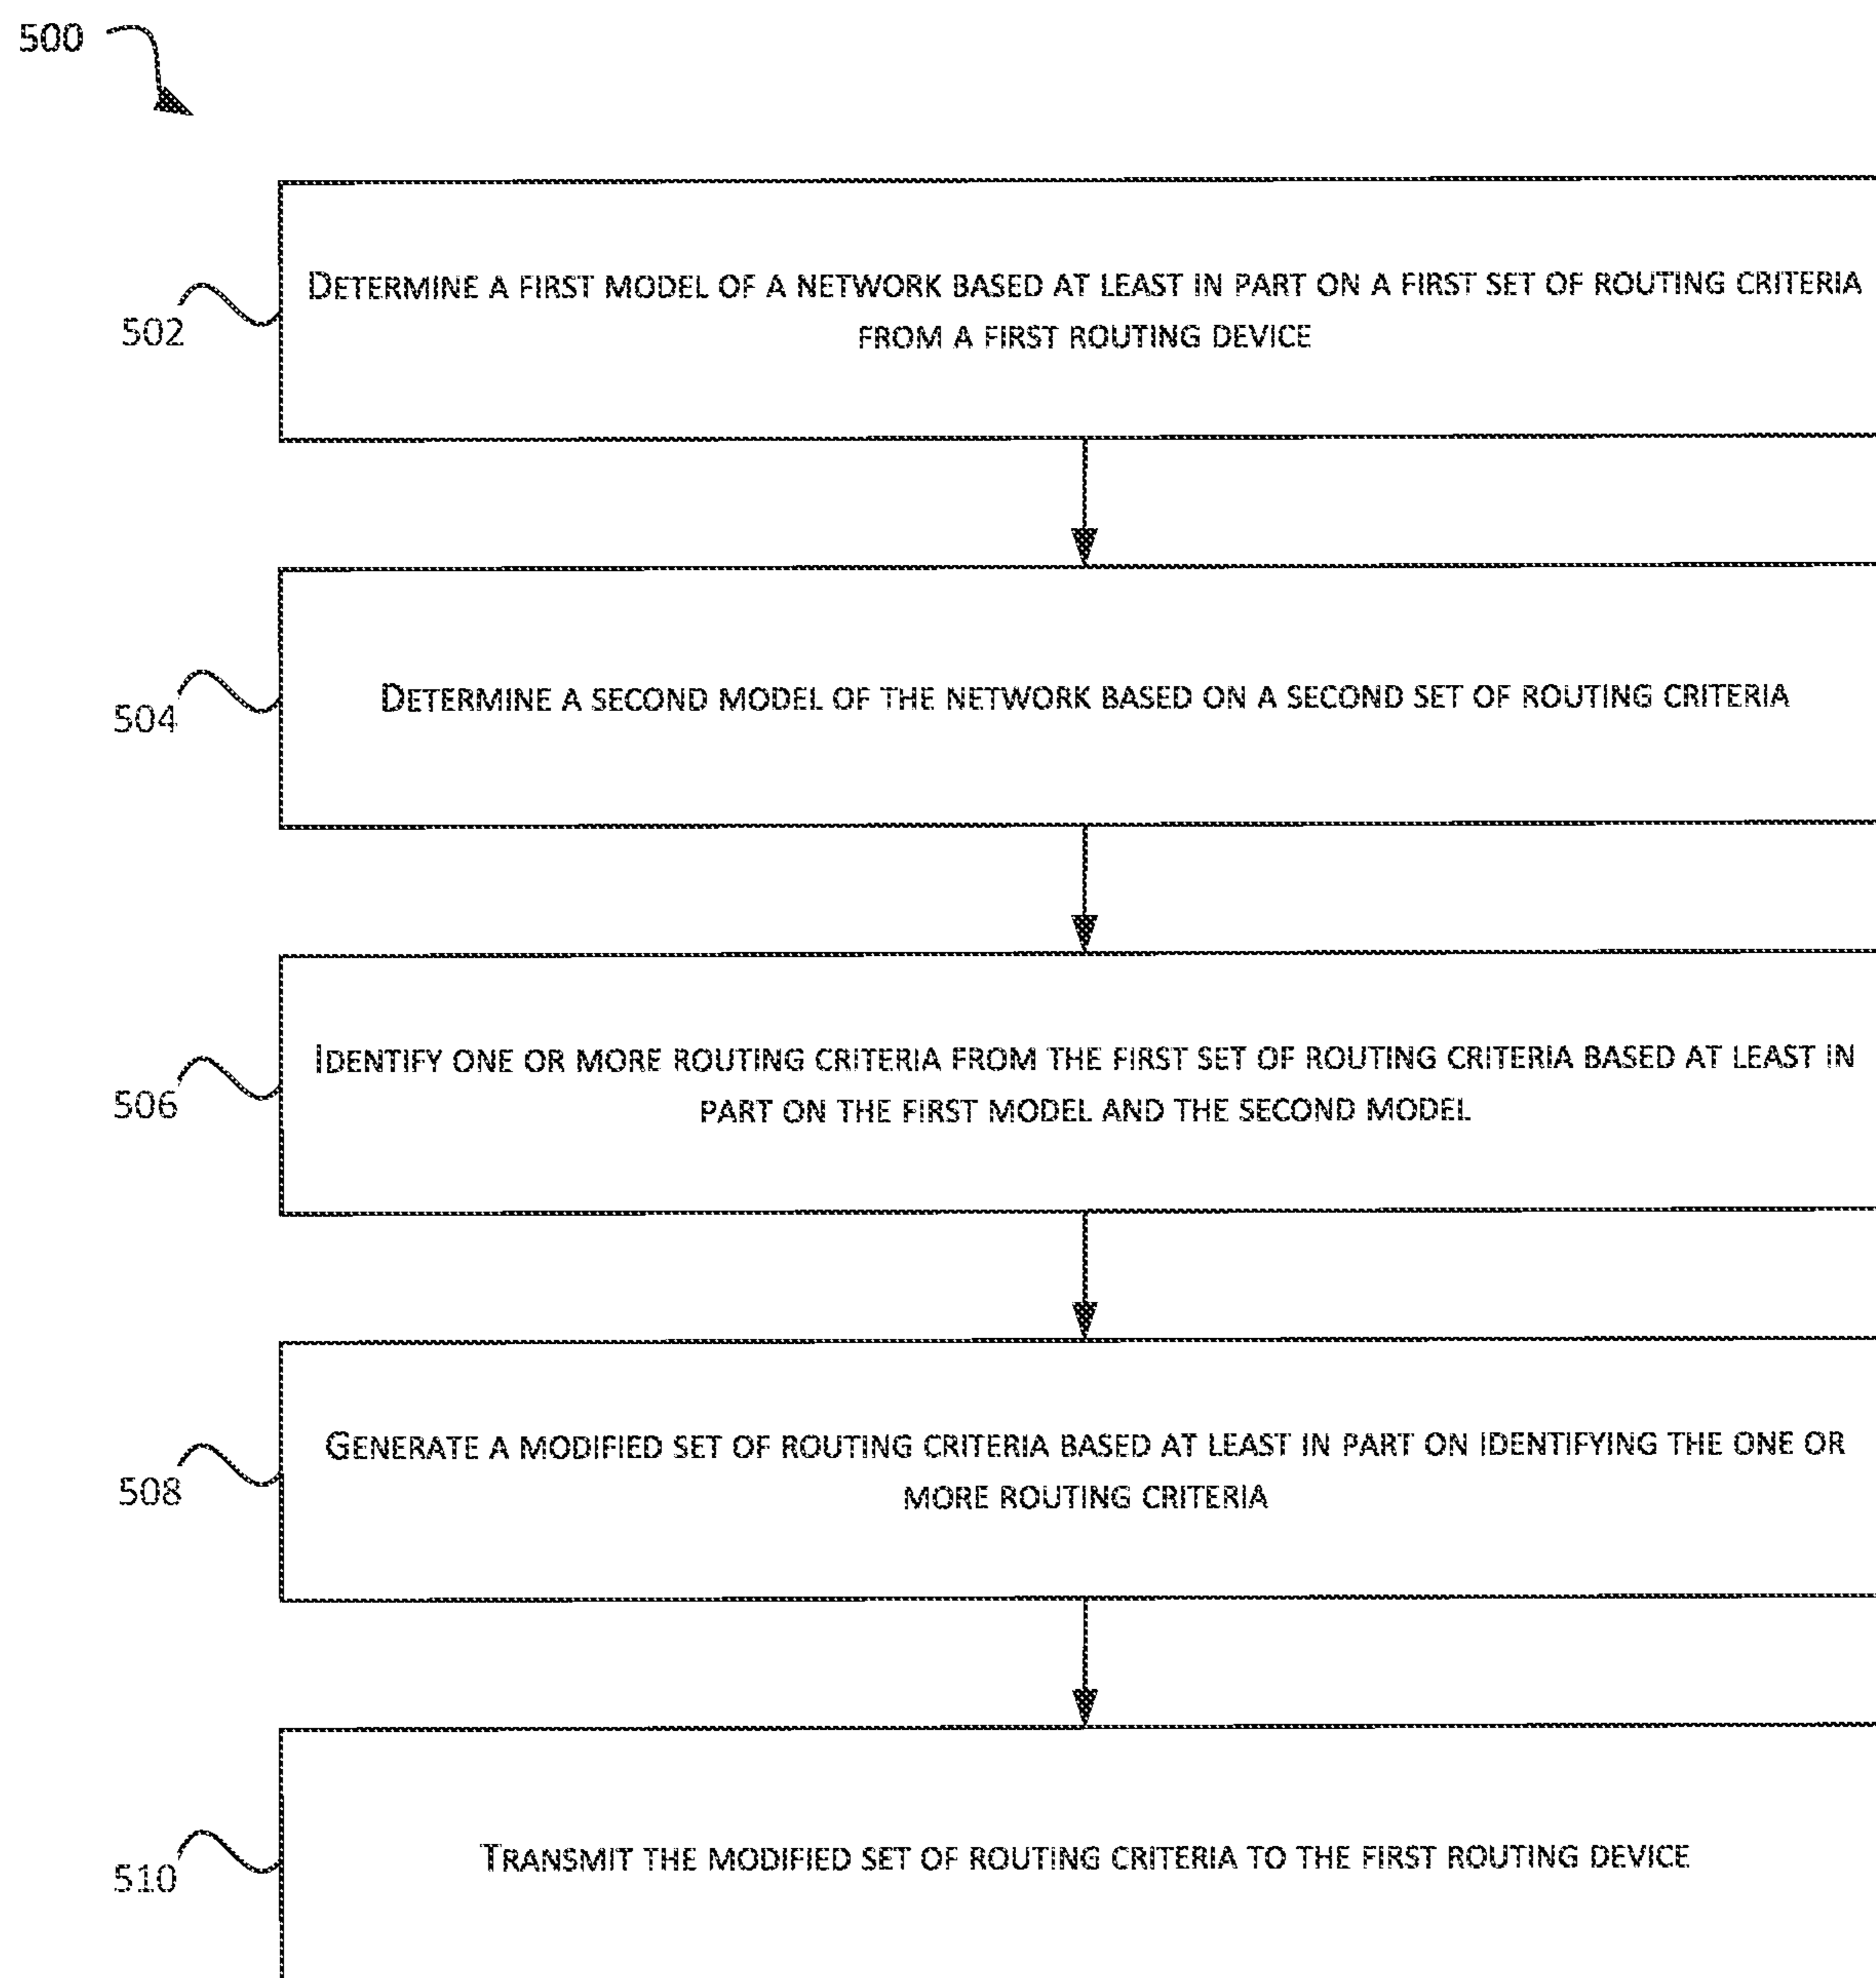 500
DETERMINE A FIRST MODEL OF A NETWORK BASED AT LEAST IN PART ON A FIRST SET OF ROUTING CRITERIA
FROM A FIRST ROUTING DEVICE
502
DETERMINE A SECOND MODEL OF THE NETWORK BASED ON A SECOND SET OF ROUTING CRITERIA
504
IDENTIFY ONE OR MORE ROUTING CRITERIA FROM THE FIRST SET OF ROUTING CRITERIA BASED AT LEAST IN
PART ON THE FIRST MODEL AND THE SECOND MODEL
506
GENERATE A MODIFIED SET OF ROUTING CRITERIA BASED AT LEAST IN PART ON IDENTIFYING THE ONE OR
MORE ROUTING CRITERIA
508
TRANSMIT THE MODIFIED SET OF ROUTING CRITERIA TO THE FIRST ROUTING DEVICE
510